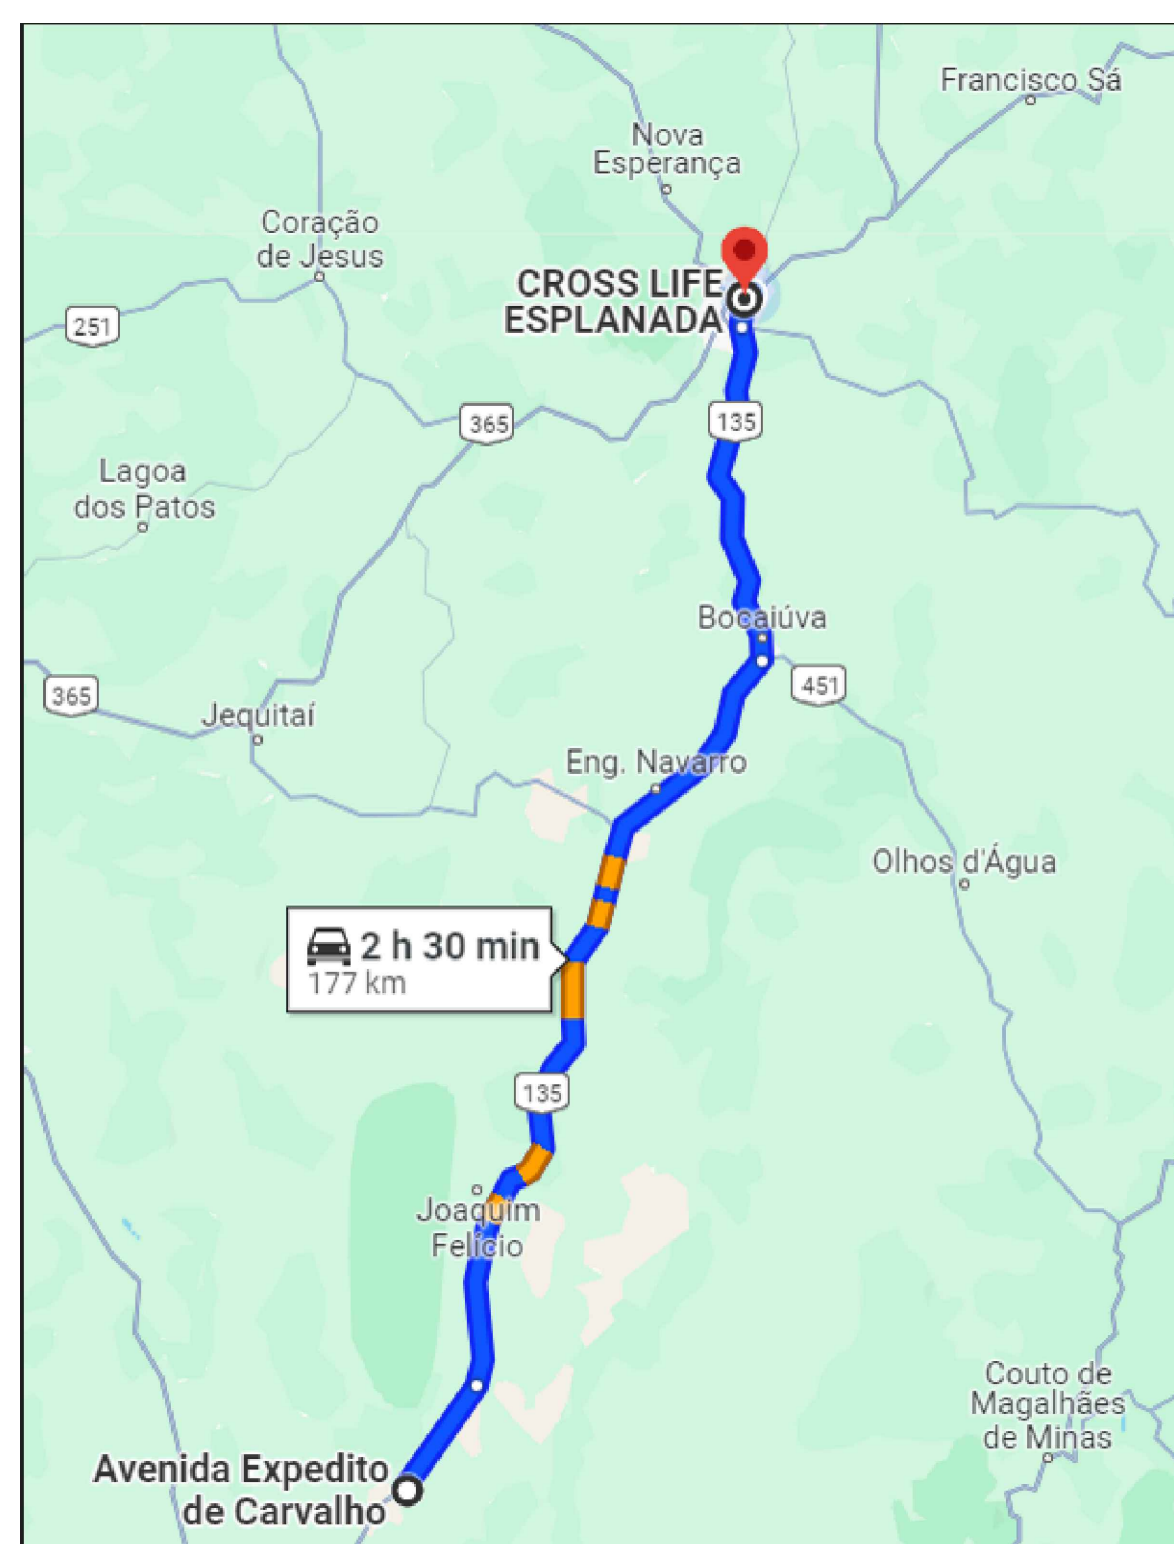 Francisco Sá
Nova
Esperança
Coração
de Jesus
CROSS LIFE
ESPLANADA
251
365
135
Lagoa
dos Patos
Bocaiúva
451
365
Jequitaí
Eng. Navarro
Olhos d'Água
2 h 30 min
177 km
135
Joaquim
Felício
Couto de
Magalhães
de Minas
Avenida Expedito
de Carvalho